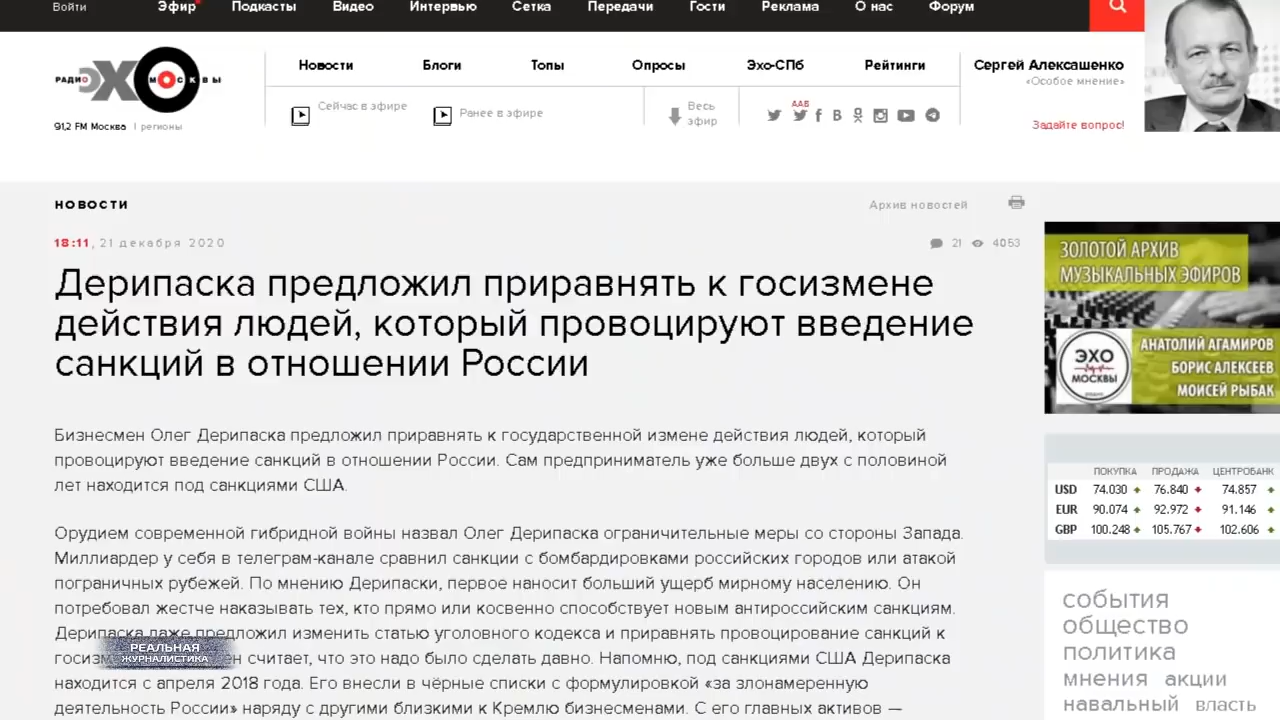 Войти Эфир Подкасты Видео Интервью Сетка Передачи Гости Реклама О нас Форум
РАДИО ЭХО МОСКВЫ
Новости Блоги Топы Опросы Эхо-СПб Рейтинги
Сергей Алексашенко
«Особое мнение»
Сейчас в эфире Ранее в эфире Весь эфир
ААБ
91,2 FM Москва | регионы
Задайте вопрос!
НОВОСТИ
Архив новостей
18:11, 21 декабря 2020
21 4053
Дерипаска предложил приравнять к госизмене
действия людей, который провоцируют введение
санкций в отношении России
Бизнесмен Олег Дерипаска предложил приравнять к государственной измене действия людей, который
провоцируют введение санкций в отношении России. Сам предприниматель уже больше двух с половиной
лет находится под санкциями США.
Орудием современной гибридной войны назвал Олег Дерипаска ограничительные меры со стороны Запада.
Миллиардер у себя в телеграм-канале сравнил санкции с бомбардировками российских городов или атакой
пограничных рубежей. По мнению Дерипаски, первое наносит больший ущерб мирному населению. Он
потребовал жестче наказывать тех, кто прямо или косвенно способствует новым антироссийским санкциям.
Дерипаска даже предложил изменить статью уголовного кодекса и приравнять провоцирование санкций к
считает, что это надо было сделать давно. Напомню, под санкциями США Дерипаска
находится с апреля 2018 года. Его внесли в чёрные списки с формулировкой «за злонамеренную
деятельность России» наряду с другими близкими к Кремлю бизнесменами. С его главных активов —
РЕАЛЬНАЯ
ЖУРНАЛИСТИКА
ЗОЛОТОЙ АРХИВ
МУЗЫКАЛЬНЫХ ЭФИРОВ
ЭХО
МОСКВЫ
радио
АНАТОЛИЙ АГАМИРОВ
БОРИС АЛЕКСЕЕВ
МОИСЕЙ РЫБАК
ПОКУПКА ПРОДАЖА ЦЕНТРОБАНК
USD 74.030 76.840 74.857
EUR 90.074 92.972 91.146
GBP 100.248 105.767 102.606
события
общество
политика
мнения акции
навальный власть